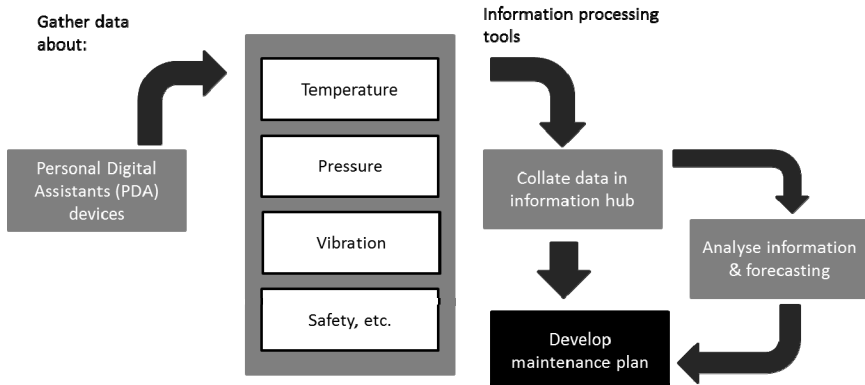 Gather data
about:
Personal Digital
Assistants (PDA)
devices
Temperature
Pressure
Vibration
Safety, etc.
Information processing
tools
Collate data in
information hub
Analyse information
& forecasting
Develop
maintenance plan